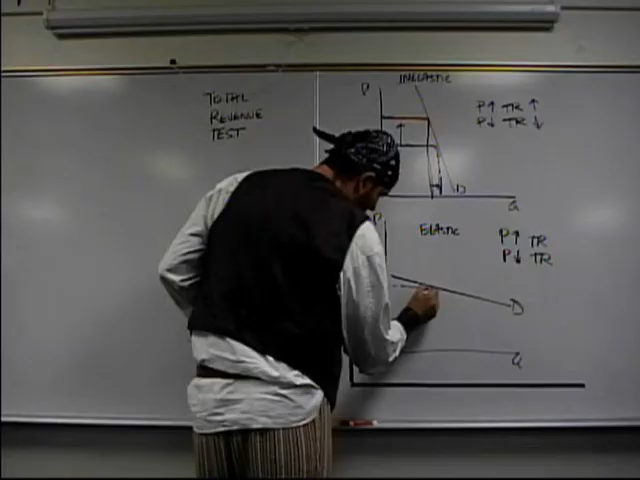 TOTAL
REVENUE
TEST
INELASTIC
P
P↑ TR↑
P↓ TR↓
D
Q
P
ELASTIC
P↑ TR
P↓ TR
D
Q